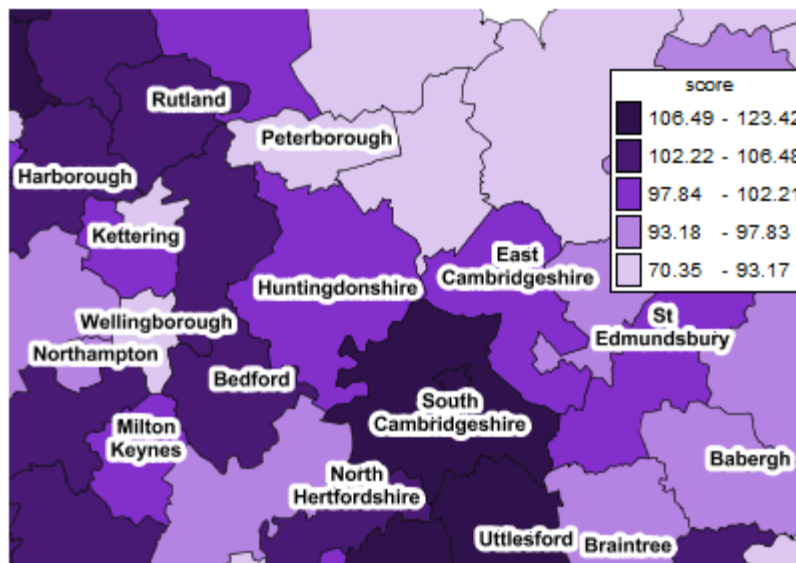 score
106.49 - 123.42
102.22 - 106.48
97.84 - 102.21
93.18 - 97.83
70.35 - 93.17
Rutland
Peterborough
Harborough
Kettering
East
Cambridgeshire
Huntingdonshire
Wellingborough
St
Edmundsbury
Northampton
Bedford
South
Cambridgeshire
Milton
Keynes
Babergh
North
Hertfordshire
Uttlesford
Braintree